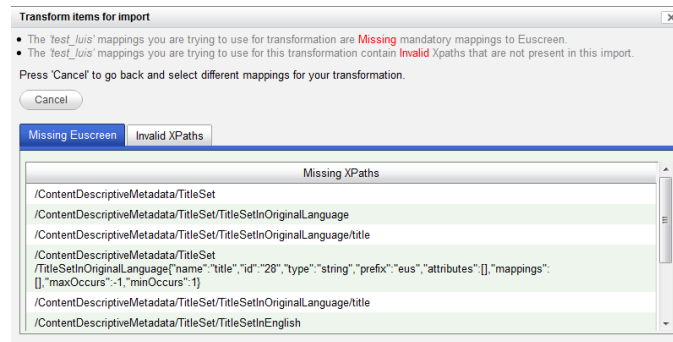 Transform items for import
• The 'test_luis' mappings you are trying to use for transformation are Missing mandatory mappings to Euscreen.
• The 'test_luis' mappings you are trying to use for this transformation contain Invalid Xpaths that are not present in this import.
Press 'Cancel' to go back and select different mappings for your transformation.
Cancel
Missing Euscreen Invalid XPaths
Missing XPaths
/ContentDescriptiveMetadata/TitleSet
/ContentDescriptiveMetadata/TitleSet/TitleSetInOriginalLanguage
/ContentDescriptiveMetadata/TitleSet/TitleSetInOriginalLanguage/title
/ContentDescriptiveMetadata/TitleSet
/TitleSetInOriginalLanguage{"name":"title","id":"28","type":"string","prefix":"eus","attributes":[],"mappings":
[],"maxOccurs":-1,"minOccurs":1}
/ContentDescriptiveMetadata/TitleSet/TitleSetInOriginalLanguage/title
/ContentDescriptiveMetadata/TitleSet/TitleSetInEnglish